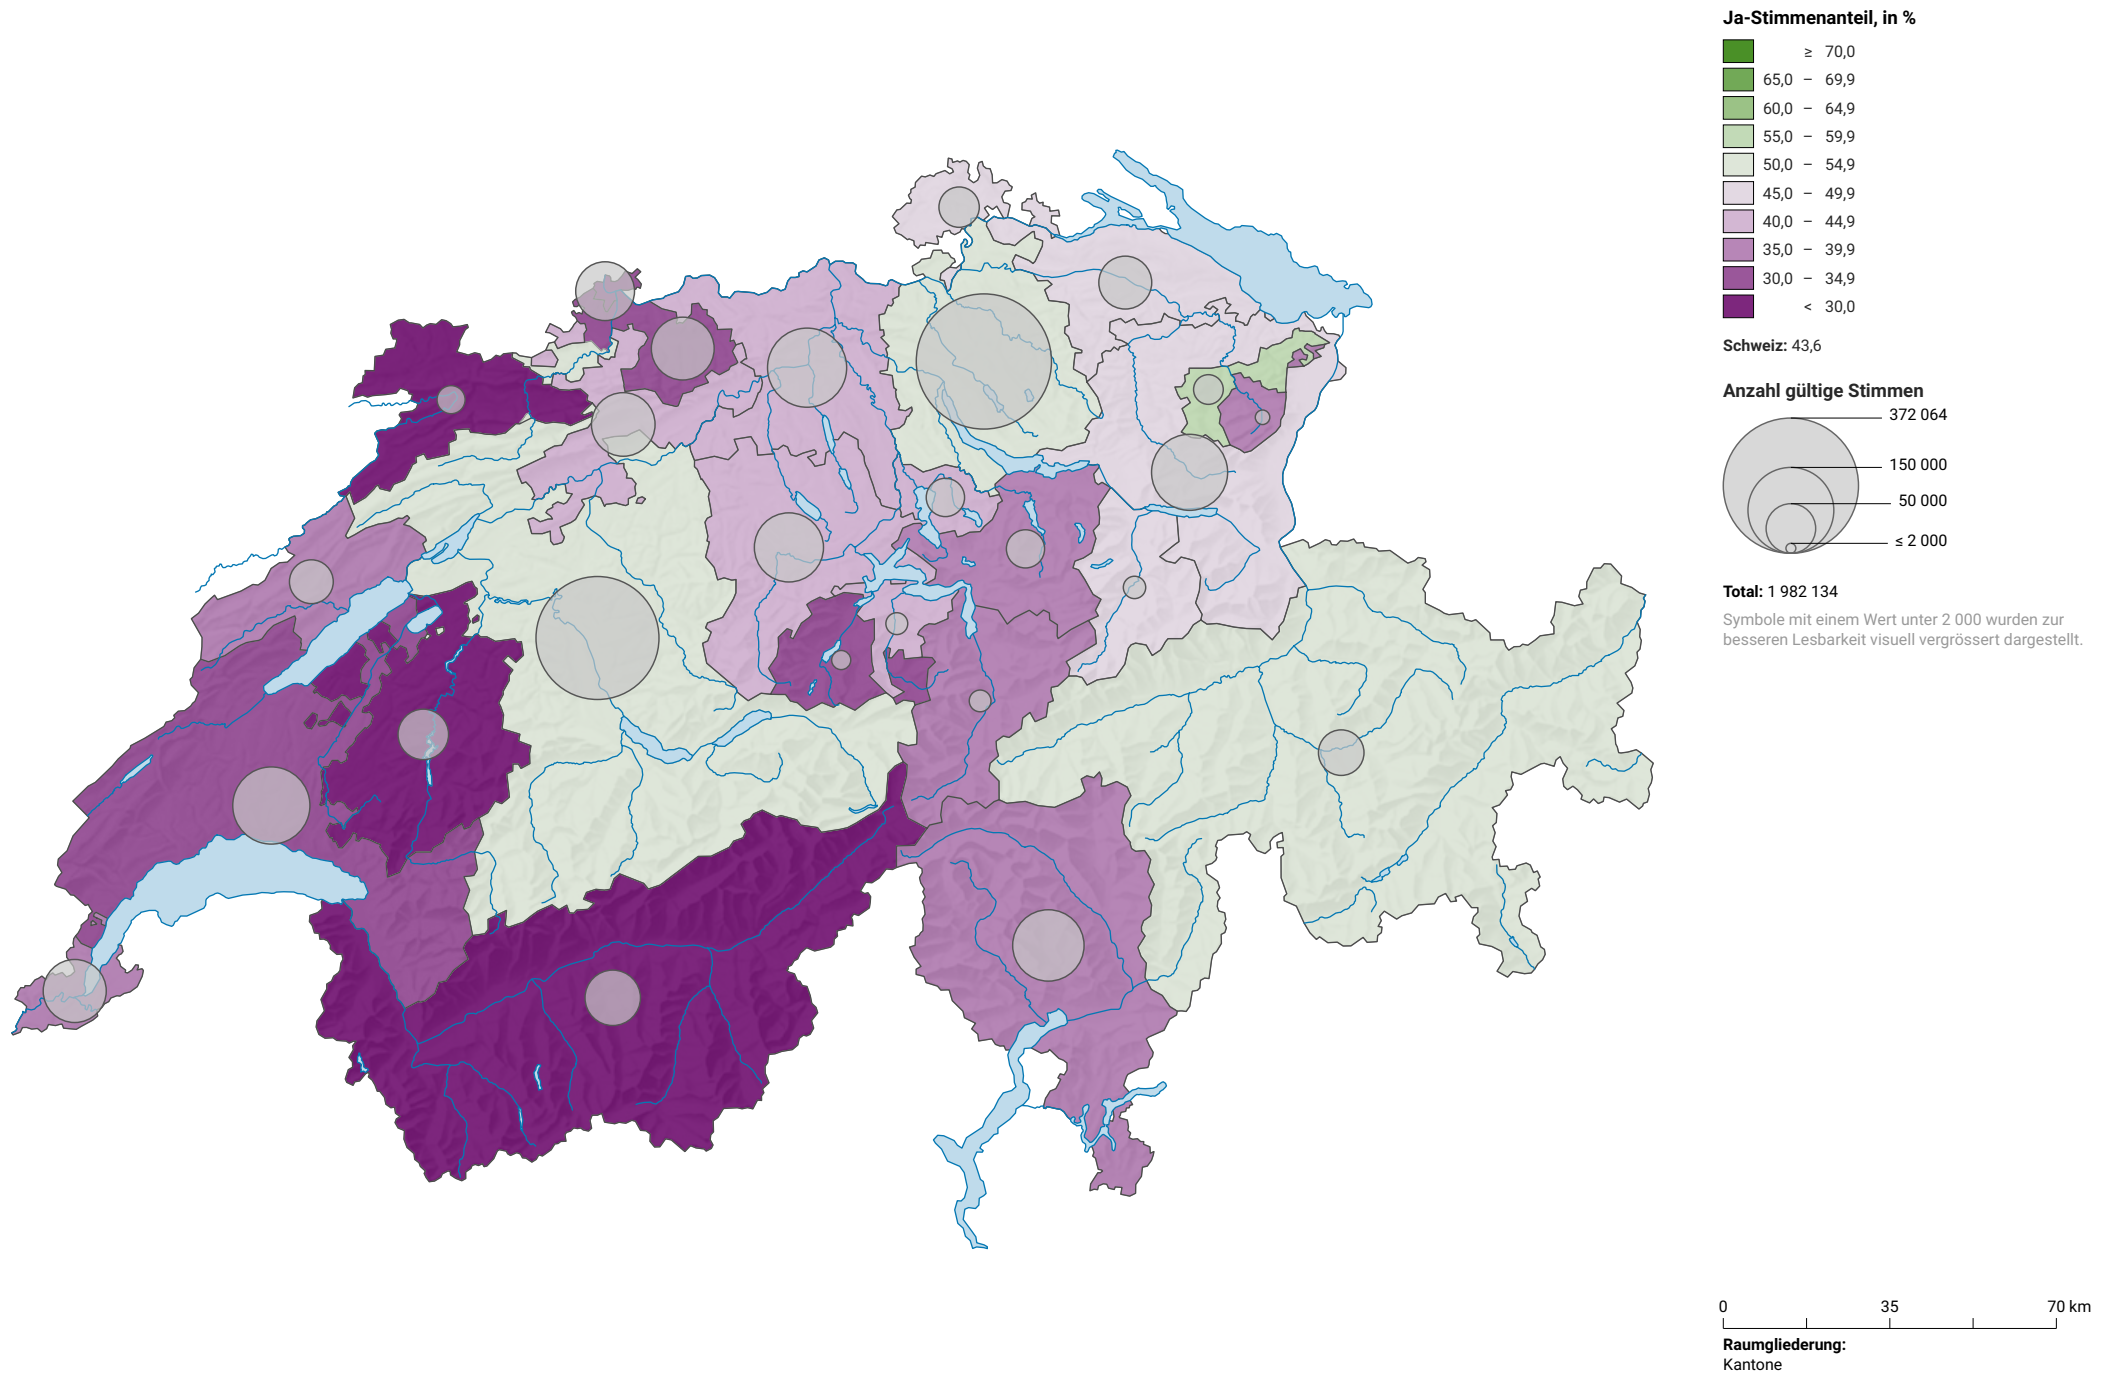 Ja-Stimmenanteil, in %
≥ 70,0
65,0 – 69,9
60,0 – 64,9
55,0 – 59,9
50,0 – 54,9
45,0 – 49,9
40,0 – 44,9
35,0 – 39,9
30,0 – 34,9
< 30,0
Schweiz: 43,6
Anzahl gültige Stimmen
372 064
150 000
50 000
≤ 2 000
Total: 1 982 134
Symbole mit einem Wert unter 2 000 wurden zur
besseren Lesbarkeit visuell vergrössert dargestellt.
0 35 70 km
Raumgliederung:
Kantone